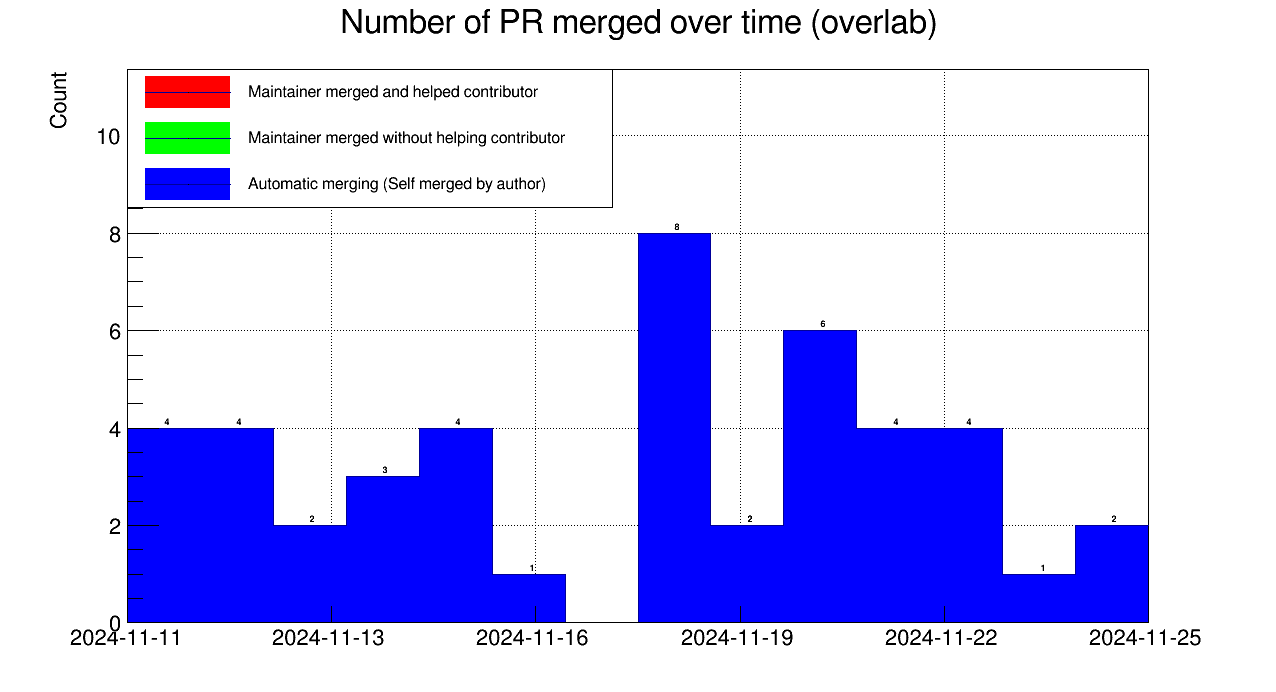 Number of PR merged over time (overlab)
Count
Maintainer merged and helped contributor
Maintainer merged without helping contributor
Automatic merging (Self merged by author)
10
8
6
4
2
0
4 4 2 3 4 1 8 2 6 4 4 1 2
2024-11-11 2024-11-13 2024-11-16 2024-11-19 2024-11-22 2024-11-25